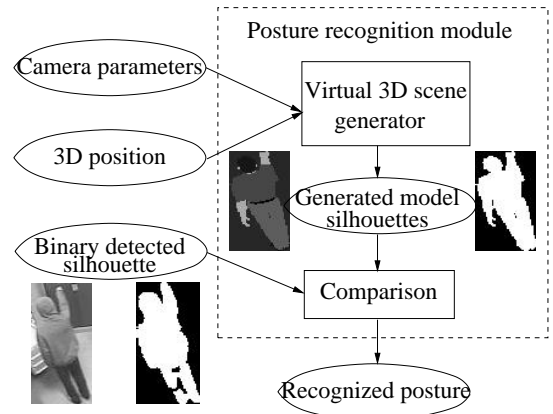 Posture recognition module
Camera parameters
Virtual 3D scene
generator
3D position
Generated model
silhouettes
Binary detected
silhouette
Comparison
Recognized posture